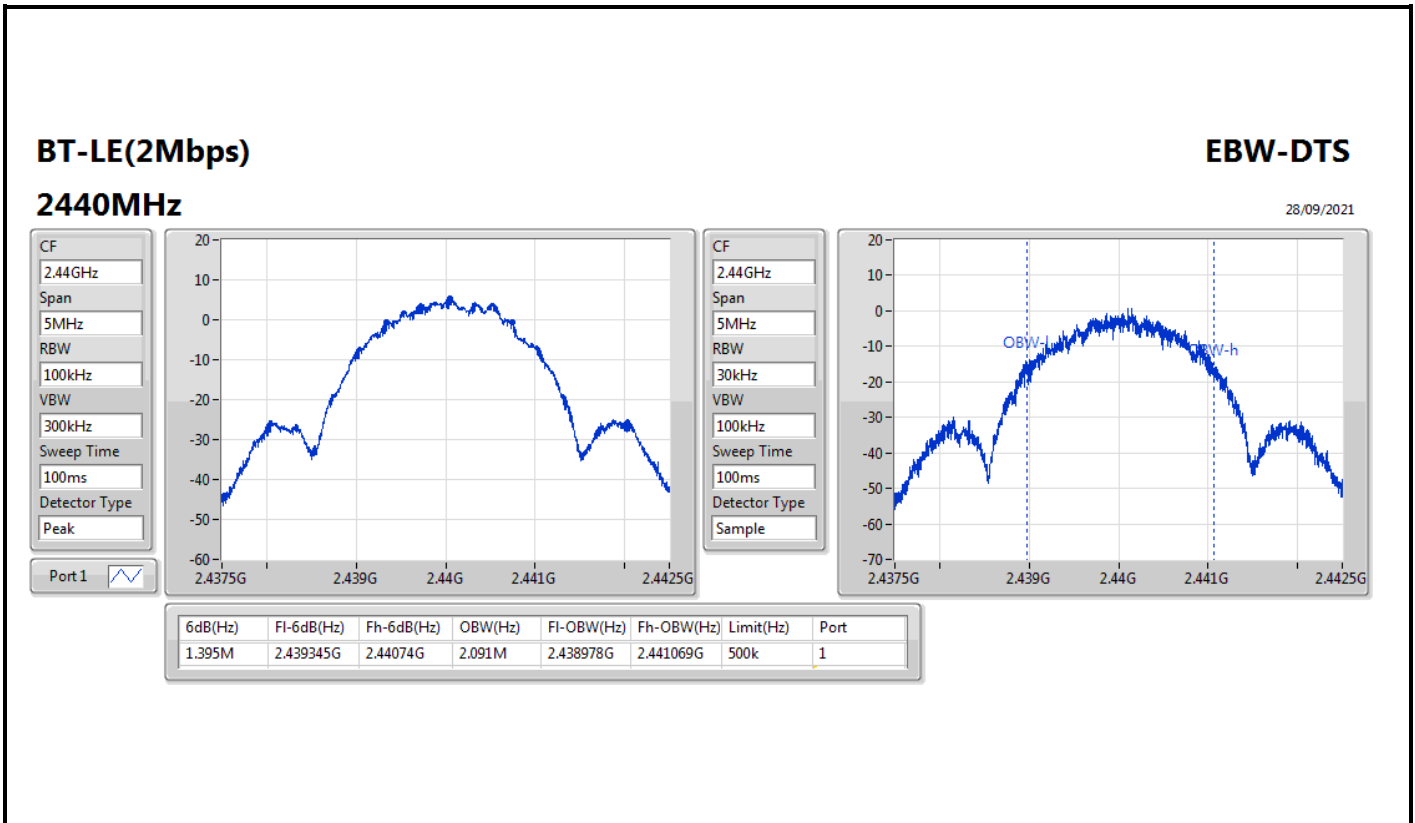 BT-LE(2Mbps)
EBW-DTS
2440MHz
28/09/2021
CF
2.44GHz
Span
5MHz
RBW
100kHz
VBW
300kHz
Sweep Time
100ms
Detector Type
Peak
Port 1
20
10
0
-10
-20
-30
-40
-50
-60
2.4375G 2.439G 2.44G 2.441G 2.4425G
CF
2.44GHz
Span
5MHz
RBW
30kHz
VBW
100kHz
Sweep Time
100ms
Detector Type
Sample
20
10
0
-10
-20
-30
-40
-50
-60
-70
OBW-l
OBW-h
2.4375G 2.439G 2.44G 2.441G 2.4425G
6dB(Hz) Fl-6dB(Hz) Fh-6dB(Hz) OBW(Hz) Fl-OBW(Hz) Fh-OBW(Hz) Limit(Hz) Port
1.395M 2.439345G 2.44074G 2.091M 2.438978G 2.441069G 500k 1